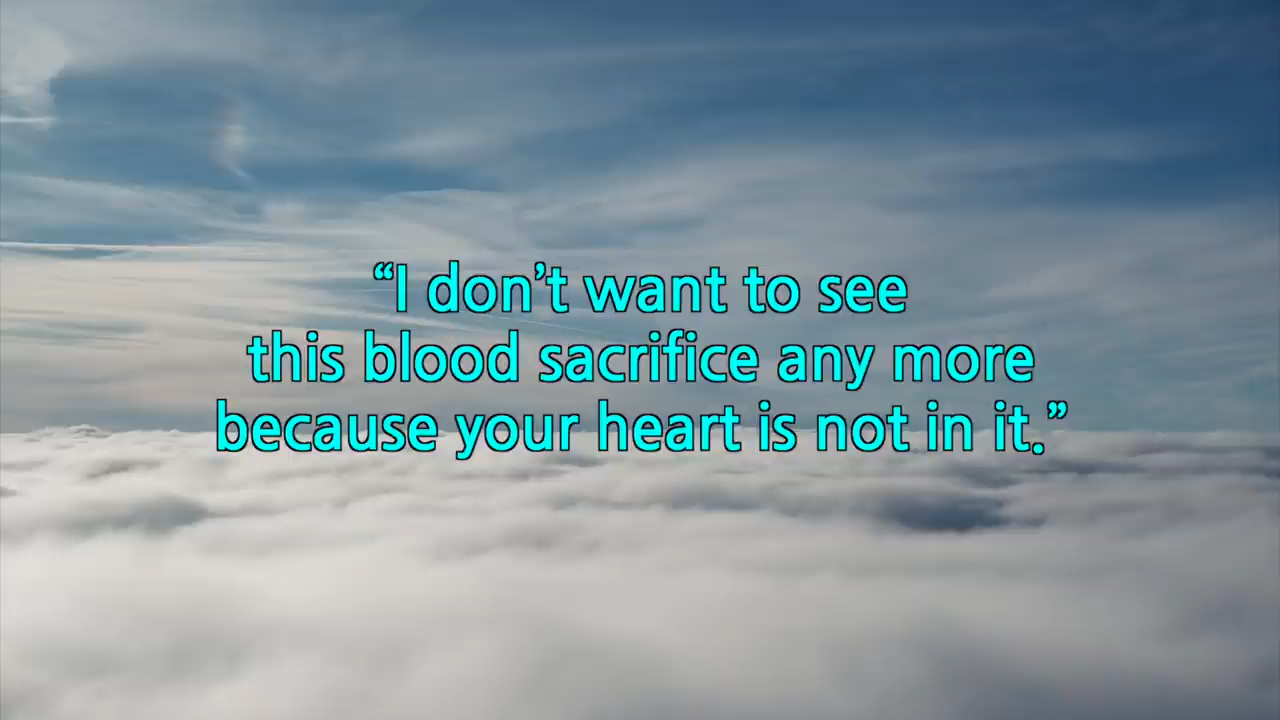 “I don’t want to see
this blood sacrifice any more
because your heart is not in it.”